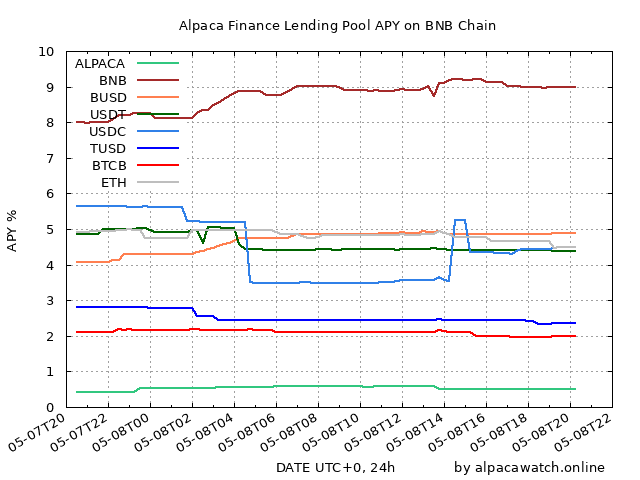 Alpaca Finance Lending Pool APY on BNB Chain
10
9
8
7
6
5
4
3
2
1
0
APY %
ALPACA
BNB
BUSD
USDT
USDC
TUSD
BTCB
ETH
05-07T20
05-07T22
05-08T00
05-08T02
05-08T04
05-08T06
05-08T08
05-08T10
05-08T12
05-08T14
05-08T16
05-08T18
05-08T20
05-08T22
DATE UTC+0, 24h
by alpacawatch.online